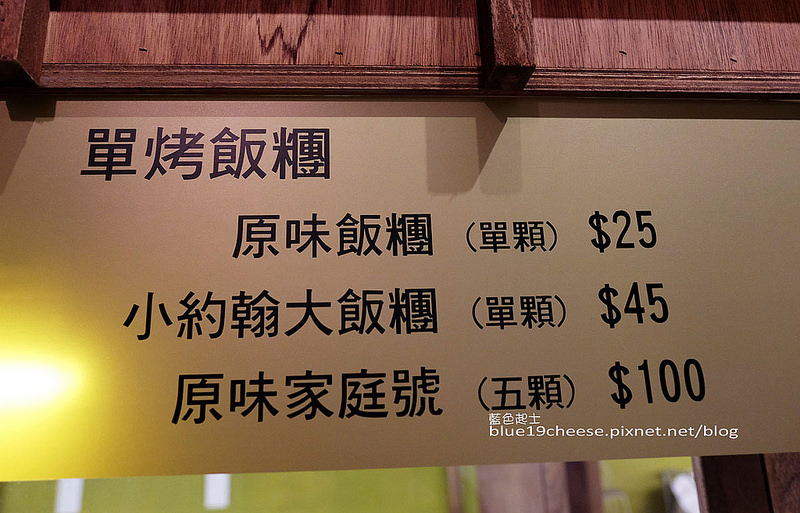 單烤飯糰
原味飯糰 (單顆) $25
小約翰大飯糰 (單顆) $45
原味家庭號 (五顆) $100
藍色起士
blue19cheese.pixnet.net/blog